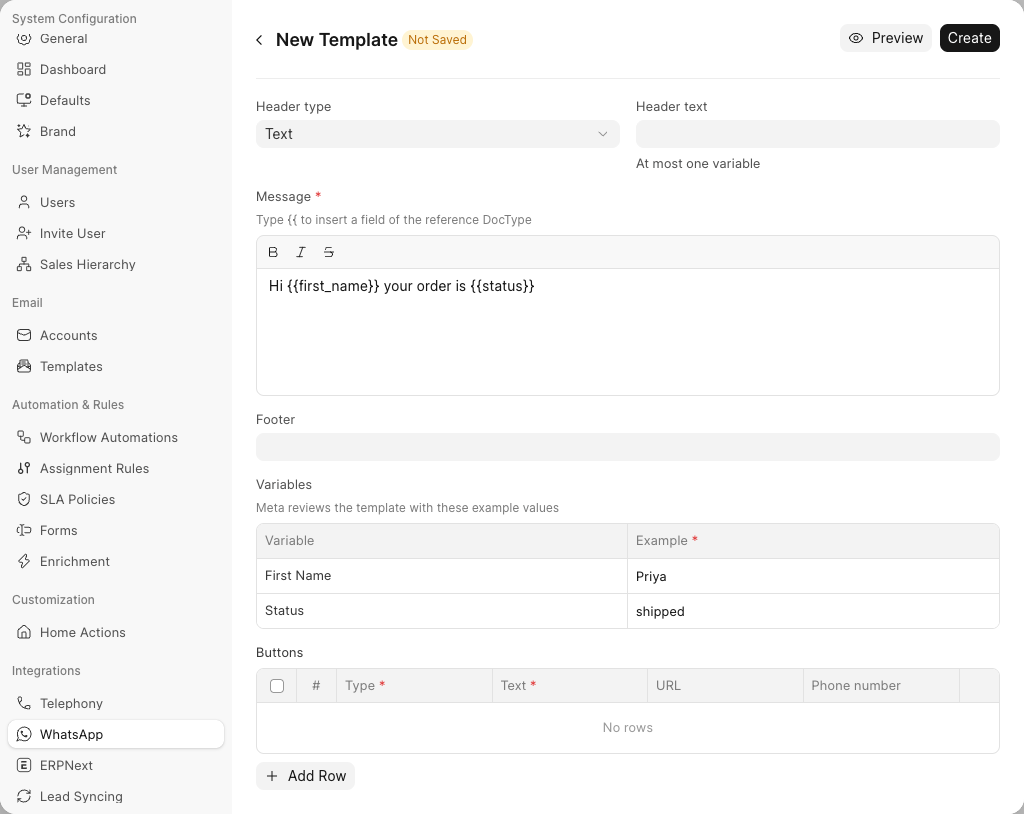 System Configuration
General
Dashboard
Defaults
Brand
User Management
Users
Invite User
Sales Hierarchy
Email
Accounts
Templates
Automation & Rules
Workflow Automations
Assignment Rules
SLA Policies
Forms
Enrichment
Customization
Home Actions
Integrations
Telephony
WhatsApp
ERPNext
Lead Syncing
New Template Not Saved
Preview Create
Header type Header text
Text
At most one variable
Message *
Type {{ to insert a field of the reference DocType
B I S
Hi {{first_name}} your order is {{status}}
Footer
Variables
Meta reviews the template with these example values
Variable Example *
First Name Priya
Status shipped
Buttons
# Type * Text * URL Phone number
No rows
+ Add Row